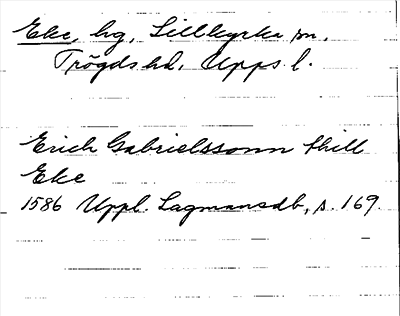 Eke, hg, Lillkyrka sn,
Trögds hd, Upps l.
Erich Gabrielssonn thill
Eke
1586 Uppl. Lagmansdb, s. 169.